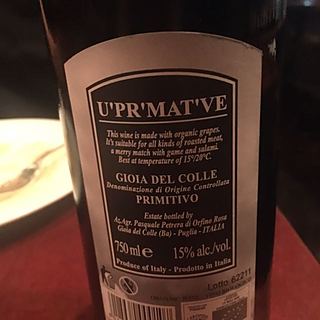 U'PR'MAT'VE
This wine is made with organic grapes.
It's suitable for all kinds of roasted meat,
a merry match with game and salami.
Best at temperature of 15°/20°C.
GIOIA DEL COLLE
Denominazione di Origine Controllata
PRIMITIVO
Estate bottled by
Az.Agr. Pasquale Petrera di Orfino Rosa
Gioia del Colle (Ba) - Puglia - ITALIA
750 ml e 15% alc./vol.
Produce of Italy - Prodotto in Italia
Lotto 62211